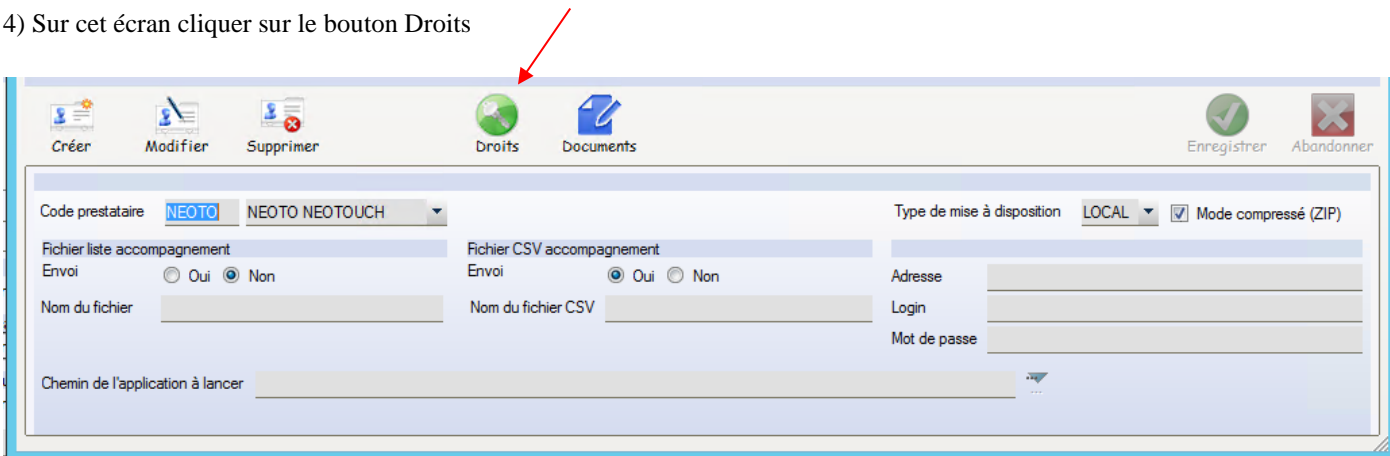 4) Sur cet écran cliquer sur le bouton Droits
Créer Modifier Supprimer Droits Documents Enregistrer Abandonner
Code prestataire NEOTO NEOTO NEOTOUCH Type de mise à disposition LOCAL Mode compressé (ZIP)
Fichier liste accompagnement Fichier CSV accompagnement
Envoi Oui Non Envoi Oui Non Adresse
Nom du fichier Nom du fichier CSV Login
Mot de passe
Chemin de l'application à lancer ...